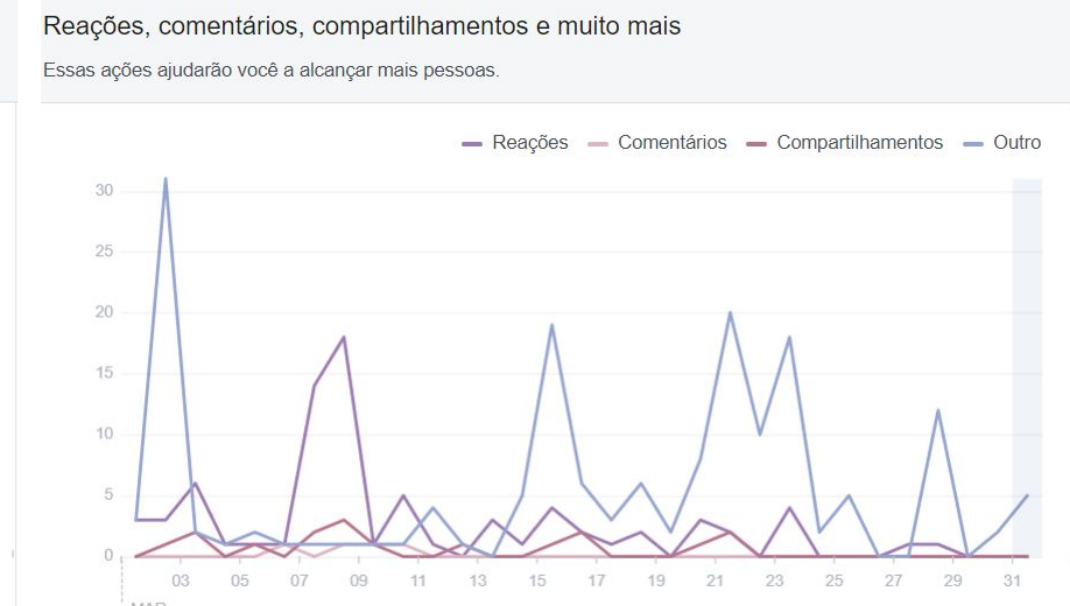 Reações, comentários, compartilhamentos e muito mais
Essas ações ajudarão você a alcançar mais pessoas.
Reações Comentários Compartilhamentos Outro
30
25
20
15
10
5
0
03 05 07 09 11 13 15 17 19 21 23 25 27 29 31